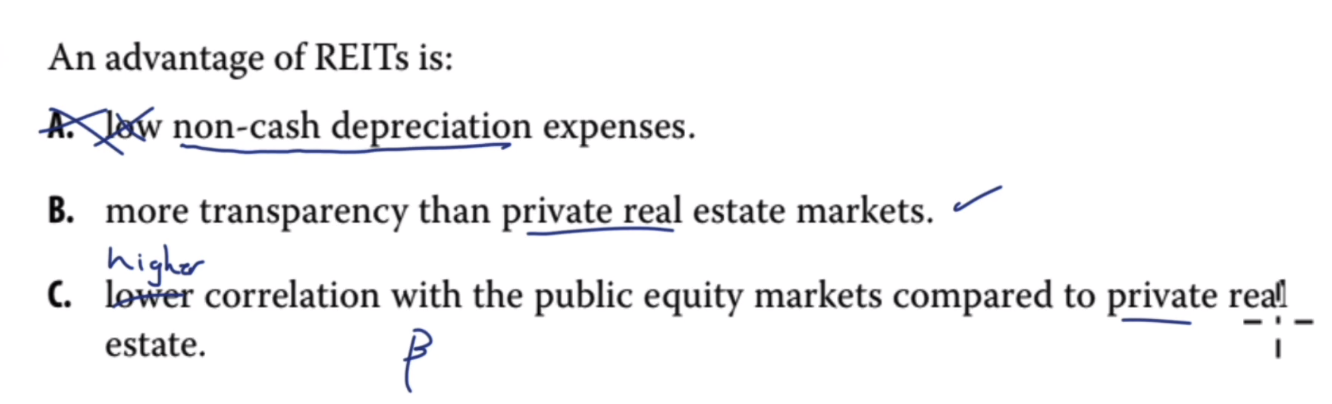 An advantage of REITs is:
A. low non-cash depreciation expenses.
B. more transparency than private real estate markets.
higher
C. lower correlation with the public equity markets compared to private real
estate.
β